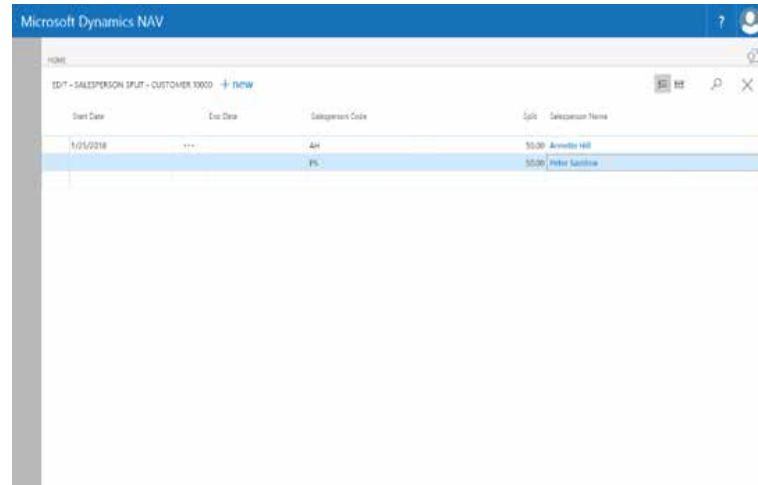 Microsoft Dynamics NAV ?
HOME
EDIT - SALESPERSON SPLIT - CUSTOMER 10000 + new
Start Date End Date Salesperson Code Split Salesperson Name
1/25/2018 ... AH 50.00 Annette Hill
PS 50.00 Peter Saddow